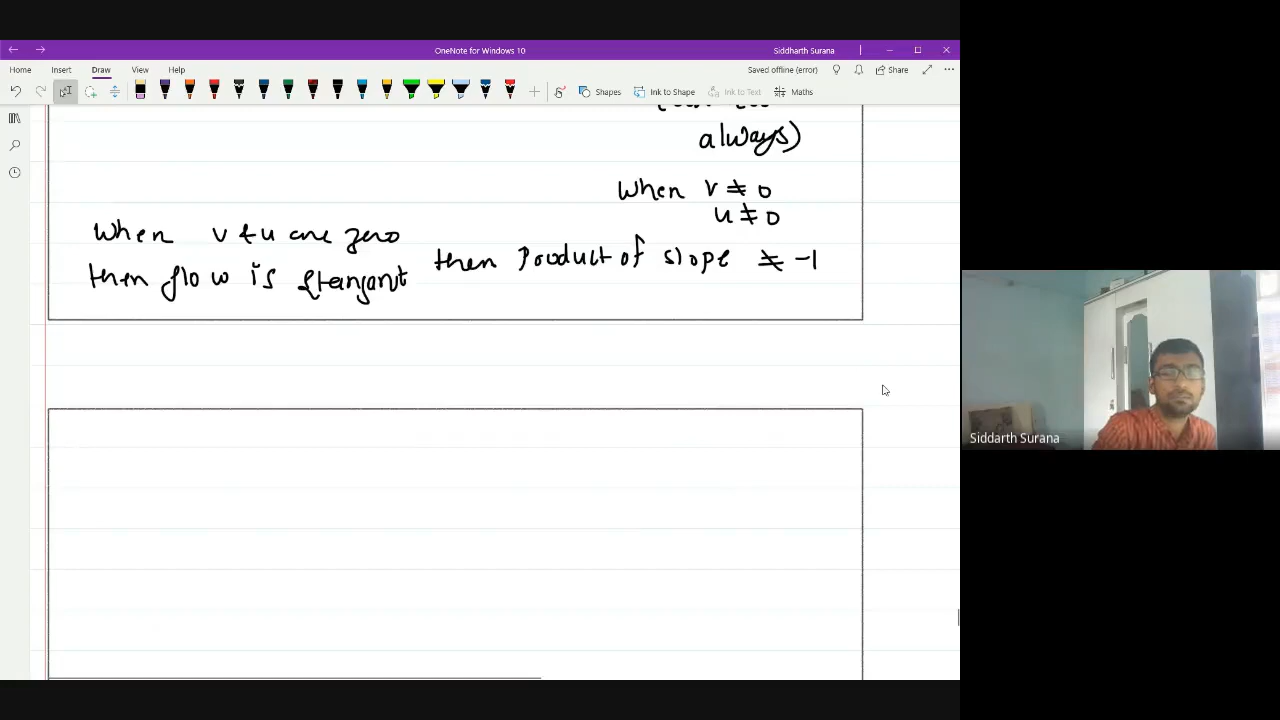 OneNote for Windows 10
Siddharth Surana
Home
Insert
Draw
View
Help
Saved offline (error)
Share
Shapes
Ink to Shape
Ink to Text
Maths
always)
When v ≠ 0
u ≠ 0
When v & u are zero
then flow is
then Product of slope ≠ -1
Siddarth Surana